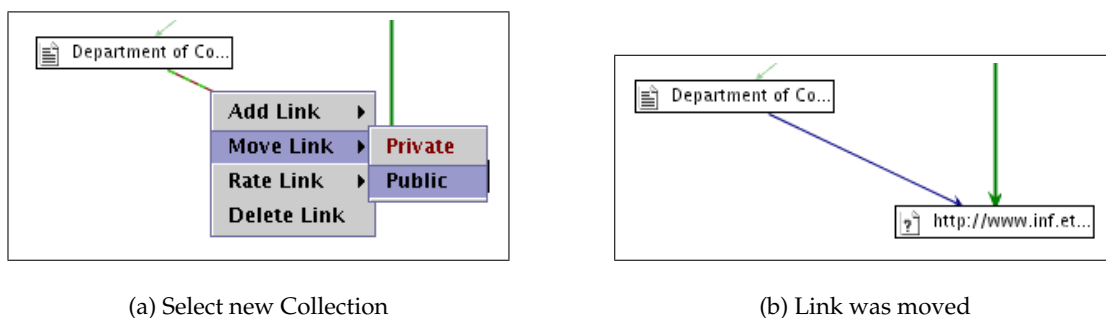 Department of Co...
Add Link
Move Link
Rate Link
Delete Link
Private
Public
(a) Select new Collection
Department of Co...
? http://www.inf.et...
(b) Link was moved